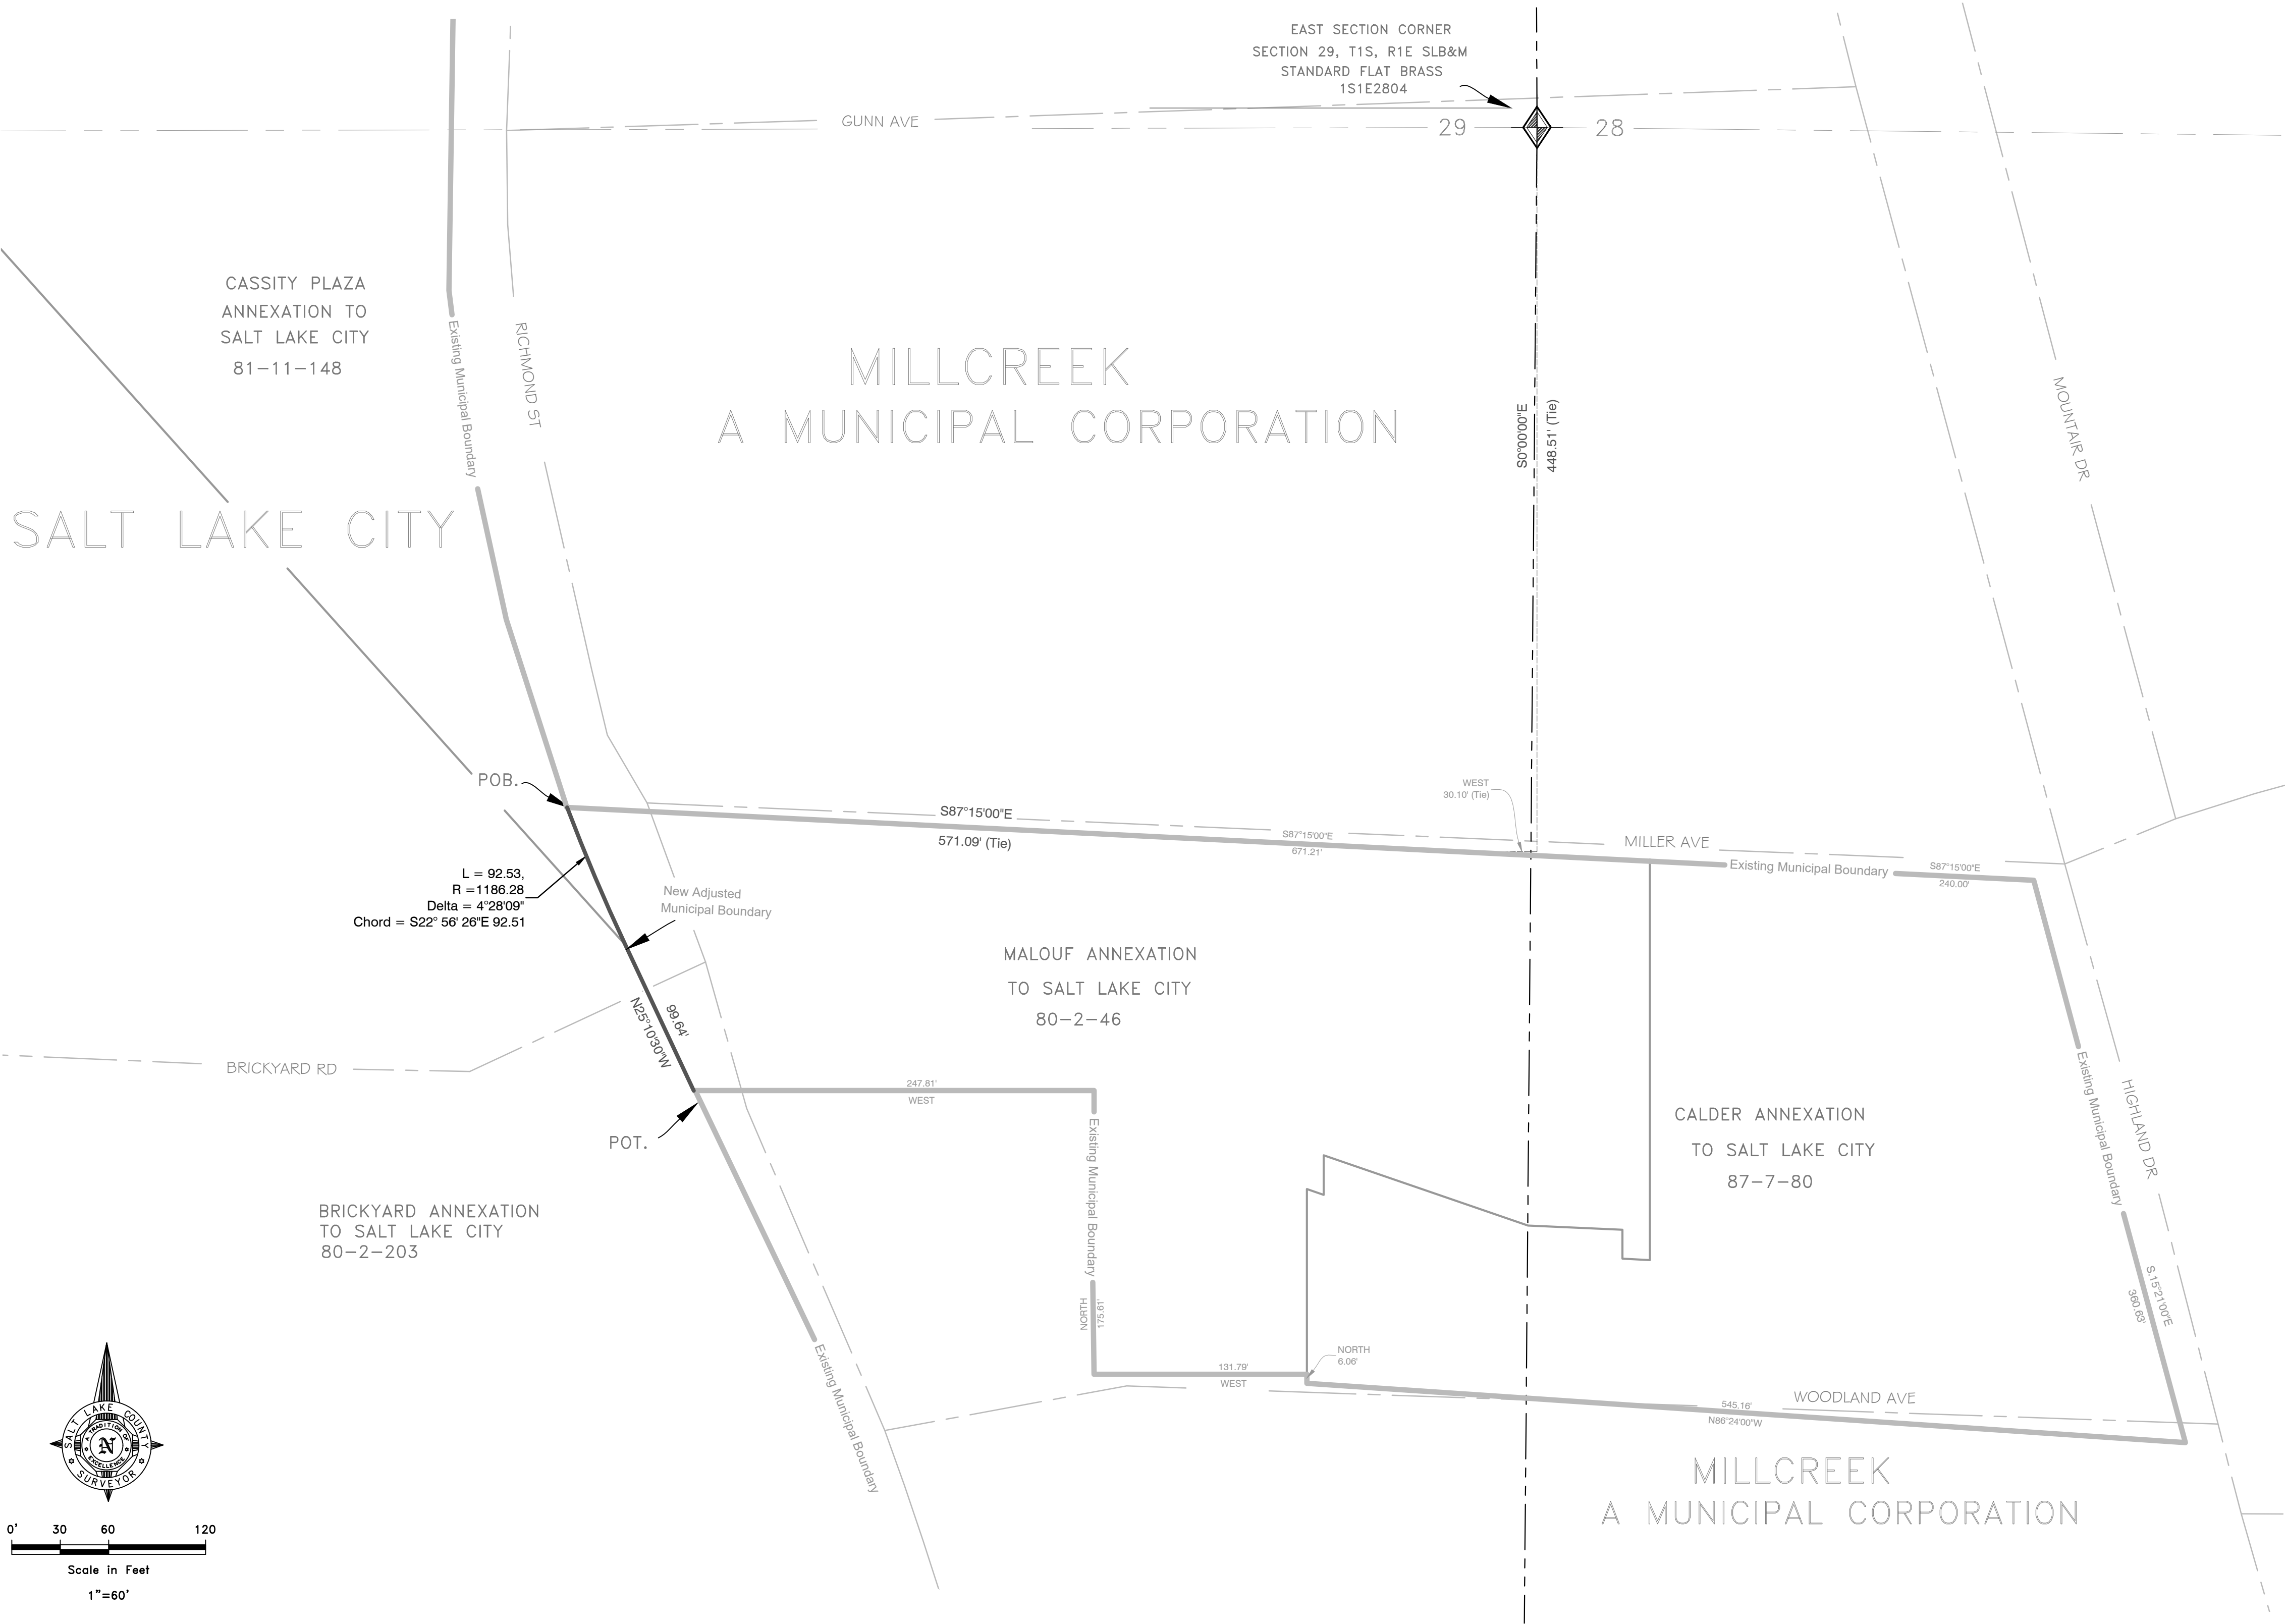 EAST SECTION CORNER
SECTION 29, T1S, R1E SLB&M
STANDARD FLAT BRASS
1S1E2804
GUNN AVE
29
28
CASSITY PLAZA
ANNEXATION TO
SALT LAKE CITY
81-11-148
Existing Municipal Boundary
RICHMOND ST
MILLCREEK
A MUNICIPAL CORPORATION
S0°00'00"E
448.51' (Tie)
MOUNTAIR DR
SALT LAKE CITY
POB.
WEST
30.10' (Tie)
S87°15'00"E
571.09' (Tie)
S87°15'00"E
671.21'
MILLER AVE
Existing Municipal Boundary
S87°15'00"E
240.00'
L = 92.53,
R =1186.28
Delta = 4°28'09"
Chord = S22° 56' 26"E 92.51
New Adjusted
Municipal Boundary
MALOUF ANNEXATION
TO SALT LAKE CITY
80-2-46
N25°10'30"W
99.64'
BRICKYARD RD
247.81'
WEST
POT.
Existing Municipal Boundary
CALDER ANNEXATION
TO SALT LAKE CITY
87-7-80
Existing Municipal Boundary
HIGHLAND DR
BRICKYARD ANNEXATION
TO SALT LAKE CITY
80-2-203
NORTH
175.61'
S.15°21'00"E
360.63'
NORTH
6.06'
131.79'
WEST
Existing Municipal Boundary
545.16'
N86°24'00"W
WOODLAND AVE
MILLCREEK
A MUNICIPAL CORPORATION
SALT LAKE COUNTY
A TRADITION OF
N
EXCELLENCE
SURVEYOR
0' 30 60 120
Scale in Feet
1"=60'